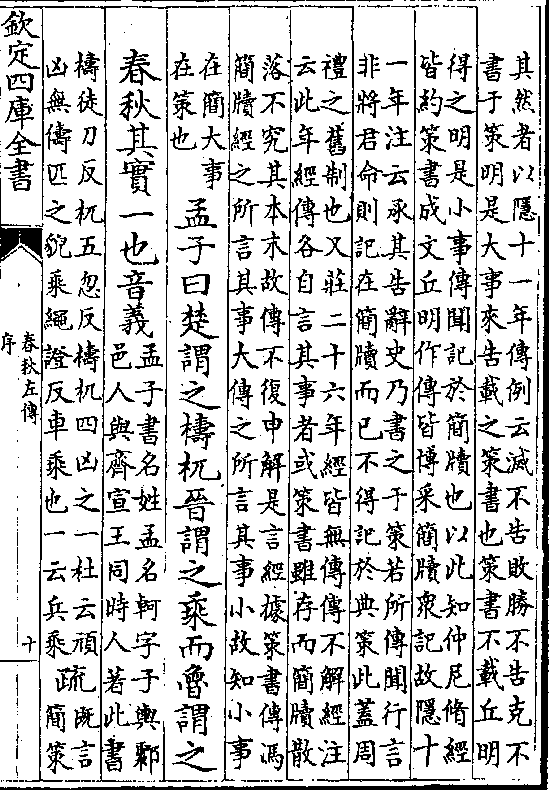 其然者以隱十一年傳例云滅不告敗勝不告克不
書于策明是大事來告載之策書也策書不載丘明
得之明是小事傳聞記於簡牘也以此知仲尼脩經
皆約策書成文丘明作傳皆博采簡牘衆記故隱十
一年注云承其告辭史乃書之于策若所傳聞行言
非將君命則記在簡牘而已不得記於典策此蓋周
禮之舊制也又莊二十六年經皆無傳傳不解經注
云此年經傳各自言其事者或策書雖存而簡牘散
落不究其本末故傳不復申解是言經據策書傳馮
簡牘經之所言其事大傳之所言其事小故知小事
在簡大事
在策也
孟子曰楚謂之檮杌晉謂之乘而魯謂之
春秋其實一也音義
孟子書名姓孟名軻字子輿鄒
邑人與齊宣王同時人著此書
檮徒刀反杌五忽反檮杌四凶之一杜云頑
凶無儔匹之貌乘繩證反車乘也一云兵乘
疏
既言
簡策
欽定四庫全書
春秋左傳
序
十